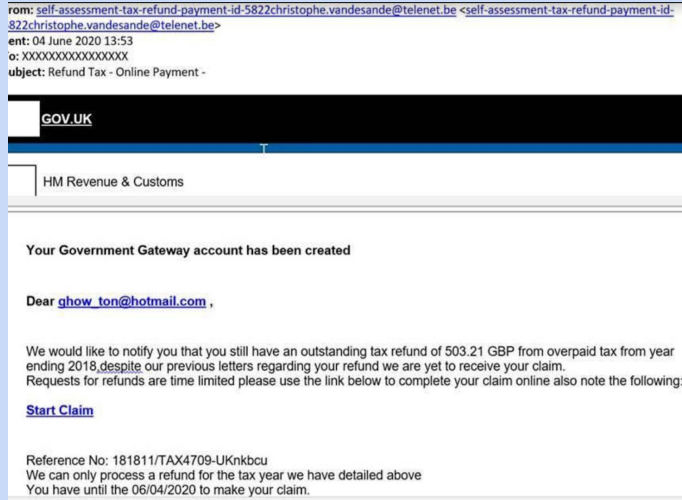 rom: self-assessment-tax-refund-payment-id-5822christophe.vandesande@telenet.be <self-assessment-tax-refund-payment-id-
822christophe.vandesande@telenet.be>
ent: 04 June 2020 13:53
o: XXXXXXXXXXXXXXXX
ubject: Refund Tax - Online Payment -
GOV.UK
HM Revenue & Customs
Your Government Gateway account has been created
Dear ghow_ton@hotmail.com ,
We would like to notify you that you still have an outstanding tax refund of 503.21 GBP from overpaid tax from year
ending 2018,despite our previous letters regarding your refund we are yet to receive your claim.
Requests for refunds are time limited please use the link below to complete your claim online also note the following:
Start Claim
Reference No: 181811/TAX4709-UKnkbcu
We can only process a refund for the tax year we have detailed above
You have until the 06/04/2020 to make your claim.